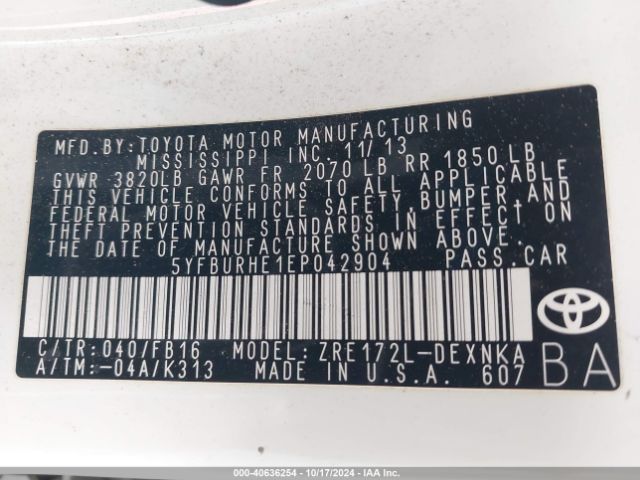 MFD. BY: TOYOTA MOTOR MANUFACTURING
MISSISSIPPI INC. 11/13
GVWR 3820LB GAWR FR 2070 LB RR 1850 LB
THIS VEHICLE CONFORMS TO ALL APPLICABLE
FEDERAL MOTOR VEHICLE SAFETY, BUMPER, AND
THEFT PREVENTION STANDARDS IN EFFECT ON
THE DATE OF MANUFACTURE SHOWN ABOVE.
5YFBURHE1EP042904 PASS. CAR
C/TR: 040/FB16 MODEL: ZRE172L-DEXNKA
A/TM: -04A/K313 MADE IN U.S.A. 607
BA
©2024 - 40636254 | 10/17/2024 | IAA Inc.